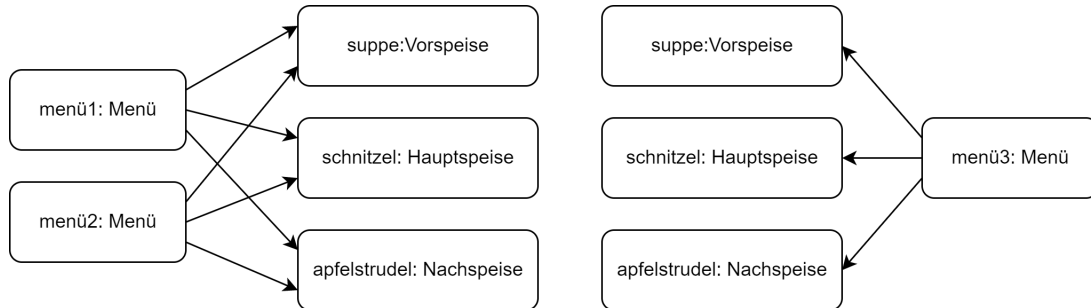 suppe:Vorspeise
suppe:Vorspeise
menü1: Menü
schnitzel: Hauptspeise
schnitzel: Hauptspeise
menü3: Menü
menü2: Menü
apfelstrudel: Nachspeise
apfelstrudel: Nachspeise